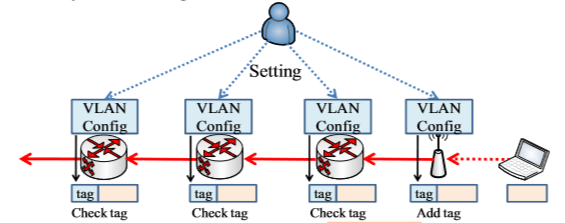 Setting
VLAN
Config
VLAN
Config
VLAN
Config
VLAN
Config
tag
tag
tag
tag
Check tag
Check tag
Check tag
Add tag